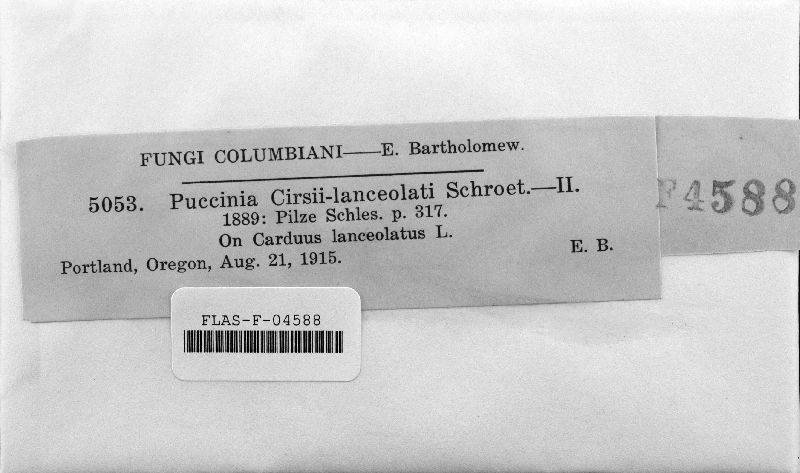 FUNGI COLUMBIANI—E. Bartholomew.
5053. Puccinia Cirsii-lanceolati Schroet.—II.
1889: Pilze Schles. p. 317.
On Carduus lanceolatus L.
Portland, Oregon, Aug. 21, 1915. E. B.
F4588
FLAS-F-04588